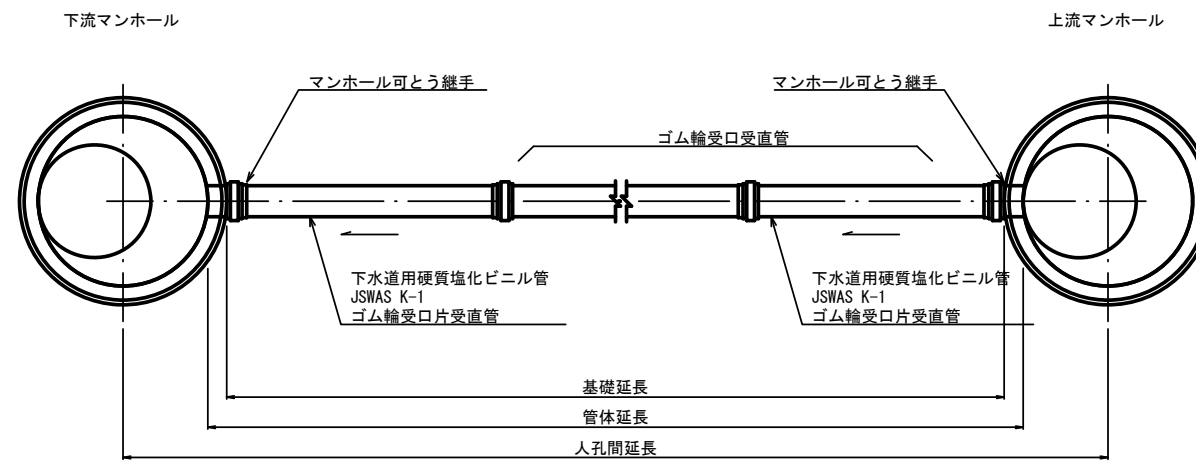 下流マンホール
上流マンホール
マンホール可とう継手
マンホール可とう継手
ゴム輪受口受直管
下水道用硬質塩化ビニル管
JSWAS K-1
ゴム輪受口片受直管
下水道用硬質塩化ビニル管
JSWAS K-1
ゴム輪受口片受直管
基礎延長
管体延長
人孔間延長